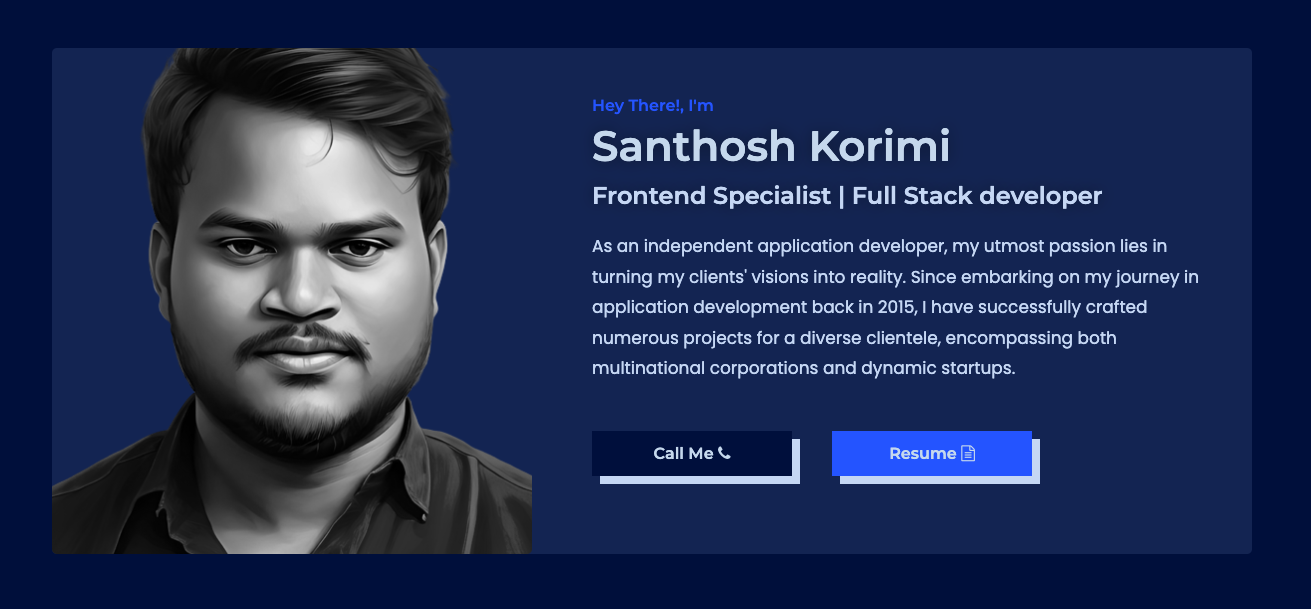 Hey There!, I'm
Santhosh Korimi
Frontend Specialist | Full Stack developer
As an independent application developer, my utmost passion lies in
turning my clients' visions into reality. Since embarking on my journey in
application development back in 2015, I have successfully crafted
numerous projects for a diverse clientele, encompassing both
multinational corporations and dynamic startups.
Call Me
Resume